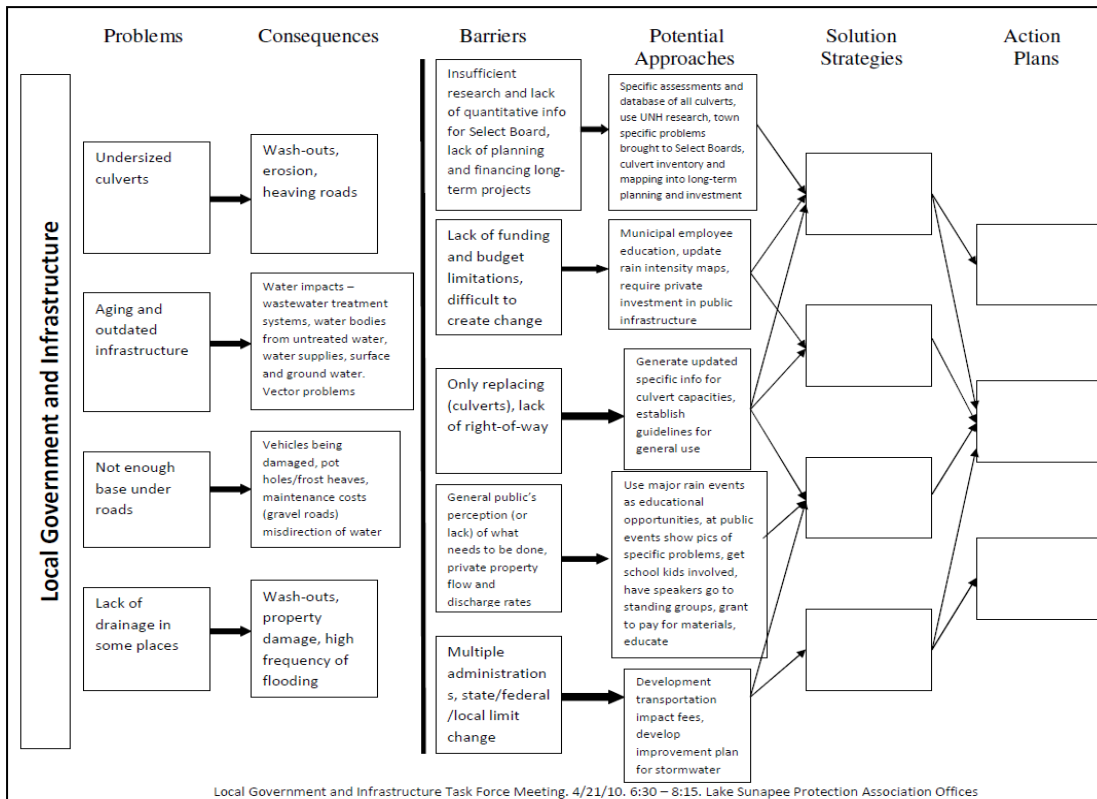 Problems
Consequences
Barriers
Potential
Approaches
Solution
Strategies
Action
Plans
Local Government and Infrastructure
Undersized
culverts
Wash-outs,
erosion,
heaving roads
Aging and
outdated
infrastructure
Water impacts –
wastewater treatment
systems, water bodies
from untreated water,
water supplies, surface
and ground water.
Vector problems
Not enough
base under
roads
Vehicles being
damaged, pot
holes/frost heaves,
maintenance costs
(gravel roads)
misdirection of water
Lack of
drainage in
some places
Wash-outs,
property
damage, high
frequency of
flooding
Insufficient
research and lack
of quantitative info
for Select Board,
lack of planning
and financing long-
term projects
Specific assessments and
database of all culverts,
use UNH research, town
specific problems
brought to Select Boards,
culvert inventory and
mapping into long-term
planning and investment
Lack of funding
and budget
limitations,
difficult to
create change
Municipal employee
education, update
rain intensity maps,
require private
investment in public
infrastructure
Only replacing
(culverts), lack
of right-of-way
Generate updated
specific info for
culvert capacities,
establish
guidelines for
general use
General public's
perception (or
lack) of what
needs to be done,
private property
flow and
discharge rates
Use major rain events
as educational
opportunities, at public
events show pics of
specific problems, get
school kids involved,
have speakers go to
standing groups, grant
to pay for materials,
educate
Multiple
administration
s, state/federal
/local limit
change
Development
transportation
impact fees,
develop
improvement plan
for stormwater
Local Government and Infrastructure Task Force Meeting. 4/21/10. 6:30 – 8:15. Lake Sunapee Protection Association Offices